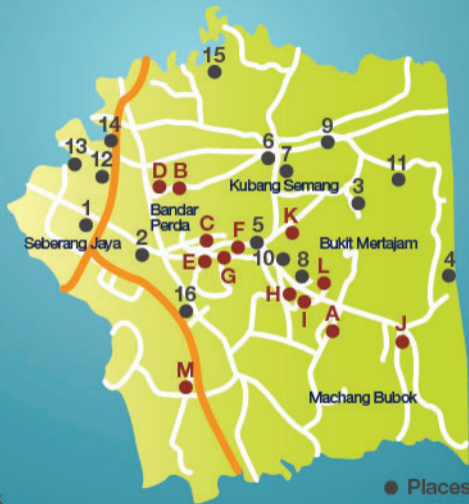 15
14
9
6
7
13
12
11
D B
Kubang Semang
3
1
Bandar
Perda
C
F
5
K
Seberang Jaya
2
Bukit Mertajam
E
G
10
8
L
4
H
I
16
A
J
M
Machang Bubok
Places